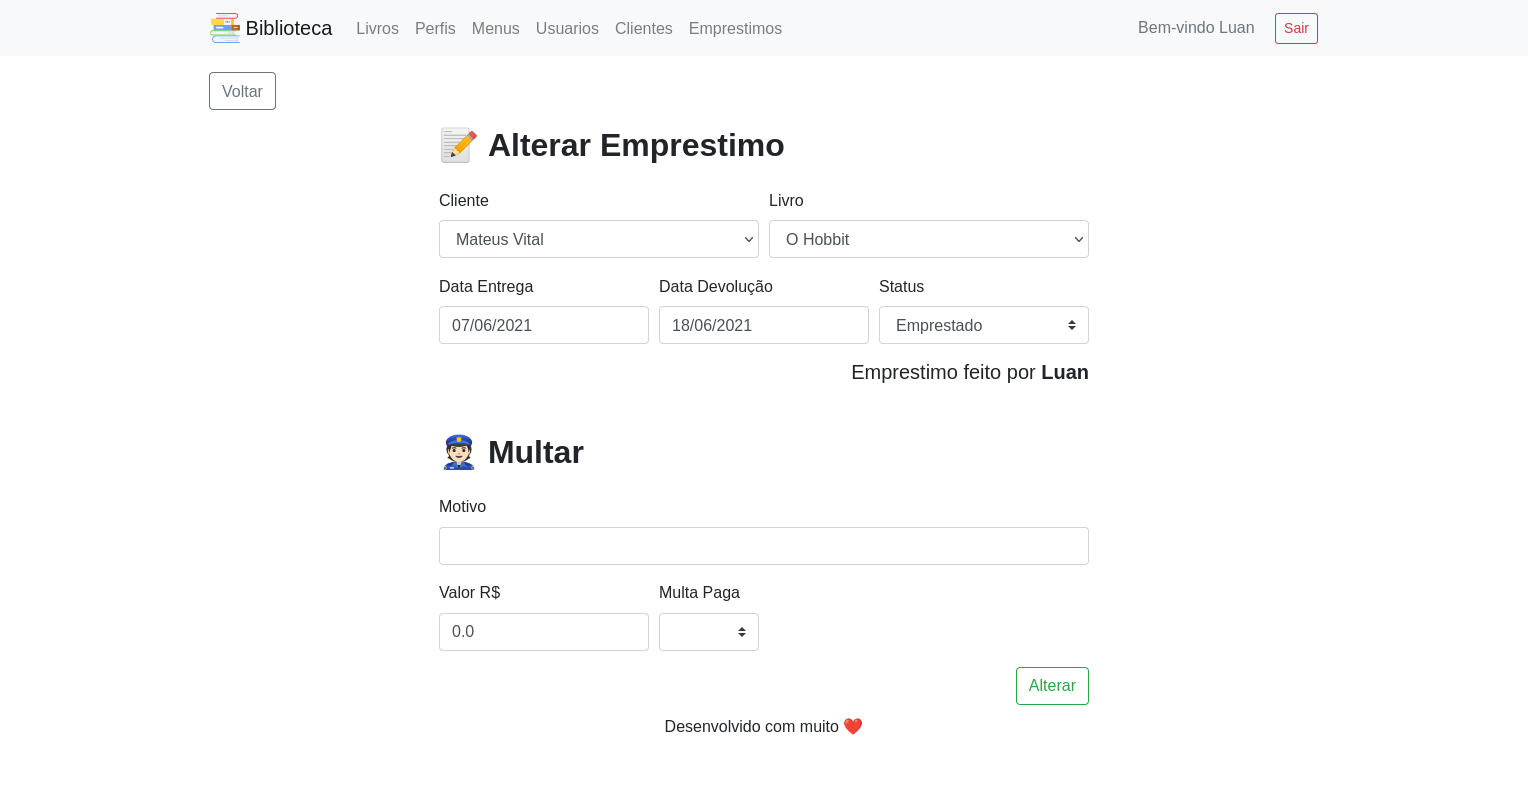 Biblioteca Livros Perfis Menus Usuarios Clientes Emprestimos Bem-vindo Luan Sair
Voltar
📝 Alterar Emprestimo
Cliente Livro
Mateus Vital O Hobbit
Data Entrega Data Devolução Status
07/06/2021 18/06/2021 Emprestado
Emprestimo feito por Luan
👮🏻 Multar
Motivo
Valor R$ Multa Paga
0.0
Alterar
Desenvolvido com muito ❤️